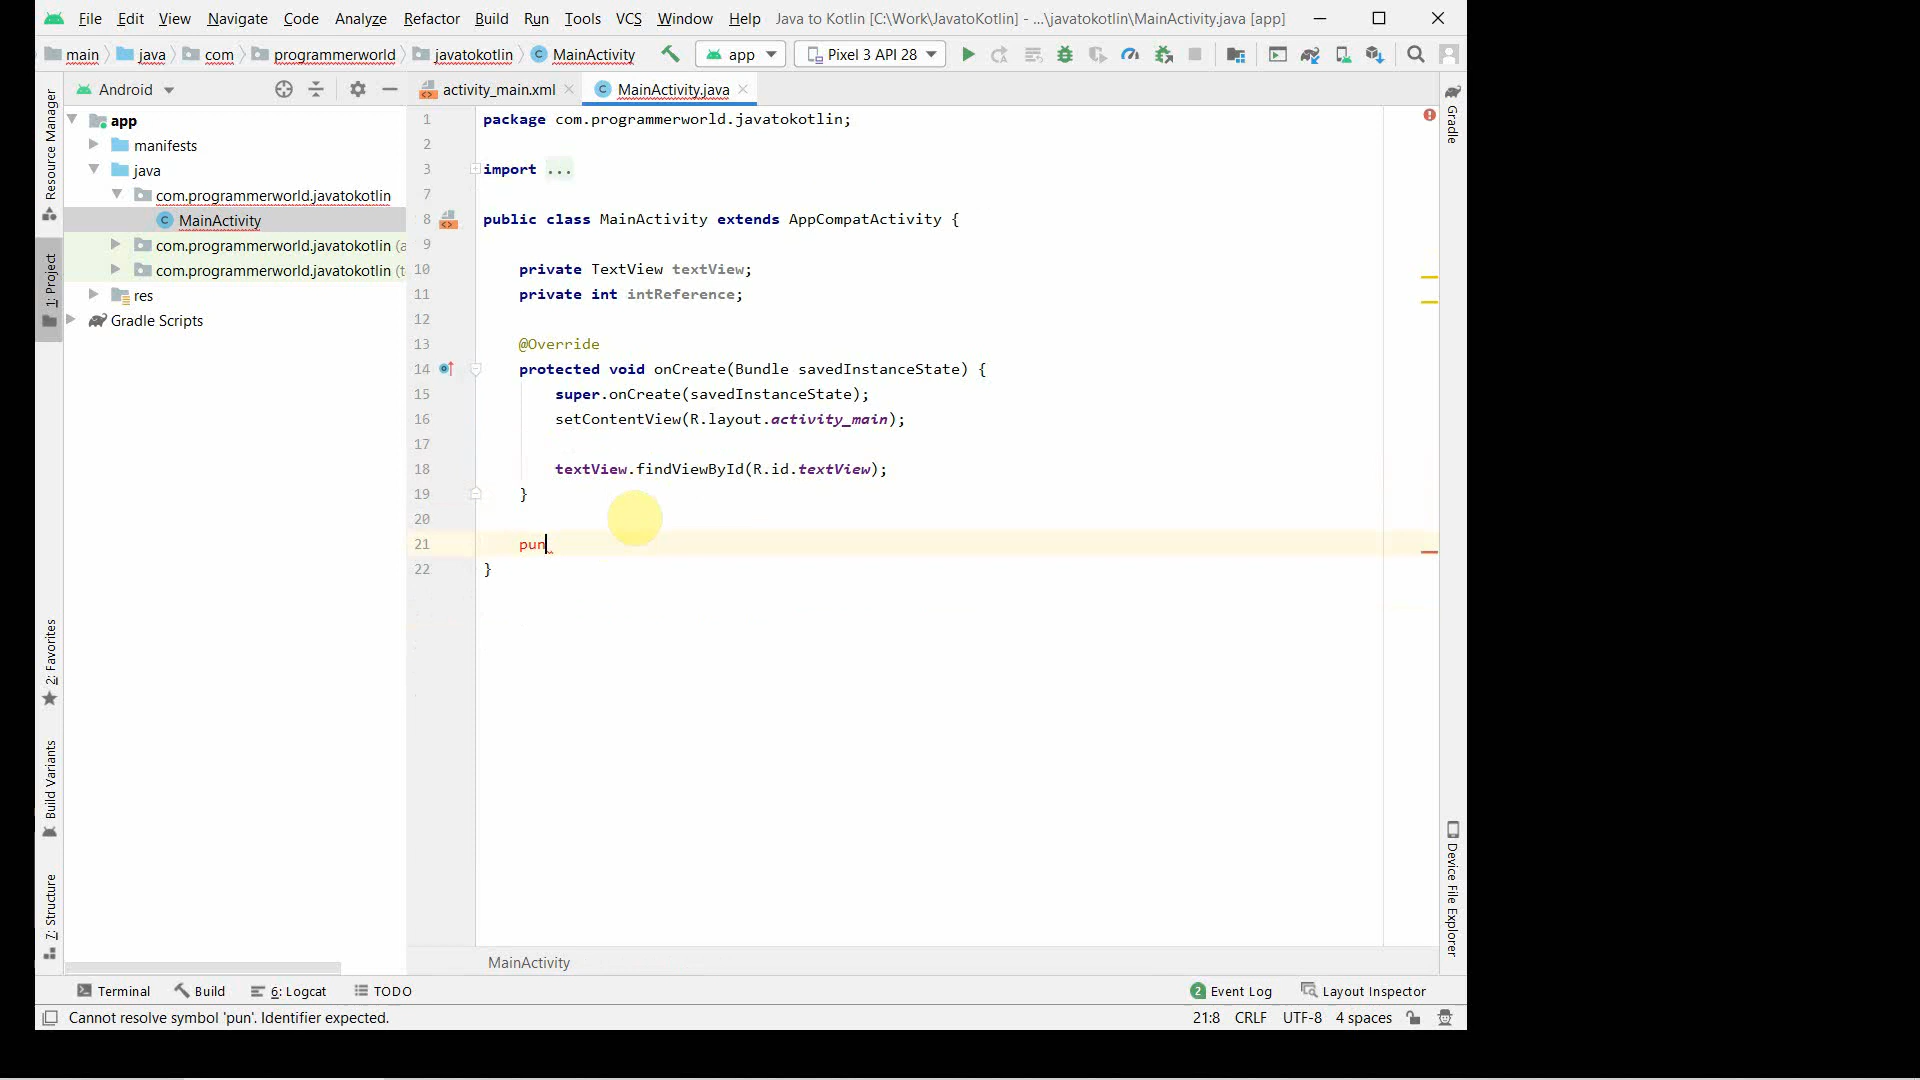 File Edit View Navigate Code Analyze Refactor Build Run Tools VCS Window Help Java to Kotlin [C:\Work\JavatoKotlin] - ...\javatokotlin\MainActivity.java [app]
main java com programmerworld javatokotlin MainActivity app Pixel 3 API 28
Android
activity_main.xml MainActivity.java
app
manifests
java
com.programmerworld.javatokotlin
MainActivity
com.programmerworld.javatokotlin (a
com.programmerworld.javatokotlin (t
res
Gradle Scripts
Resource Manager
1: Project
2: Favorites
Build Variants
7: Structure
1 package com.programmerworld.javatokotlin;
2
3 import ...
7
8 public class MainActivity extends AppCompatActivity {
9
10 private TextView textView;
11 private int intReference;
12
13 @Override
14 protected void onCreate(Bundle savedInstanceState) {
15 super.onCreate(savedInstanceState);
16 setContentView(R.layout.activity_main);
17
18 textView.findViewById(R.id.textView);
19 }
20
21 pun
22 }
Gradle
Device File Explorer
MainActivity
Terminal Build 6: Logcat TODO 2 Event Log Layout Inspector
Cannot resolve symbol 'pun'. Identifier expected. 21:8 CRLF UTF-8 4 spaces